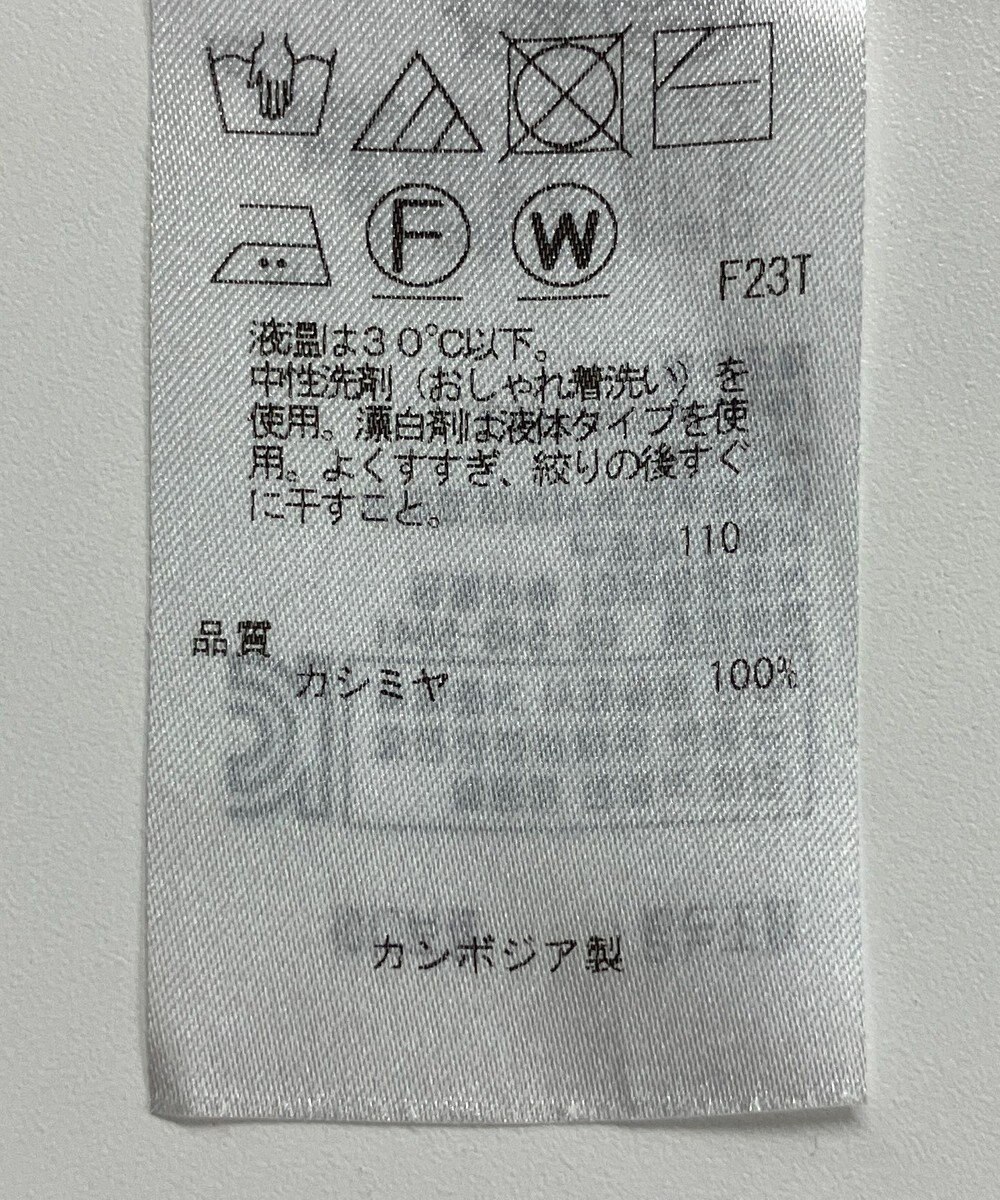 F
W
F23T
液温は30℃以下。
中性洗剤(おしゃれ着洗い)を
使用。漂白剤は液体タイプを使
用。よくすすぎ、絞りの後すぐ
に干すこと。
110
品質
カシミヤ 100%
カンボジア製